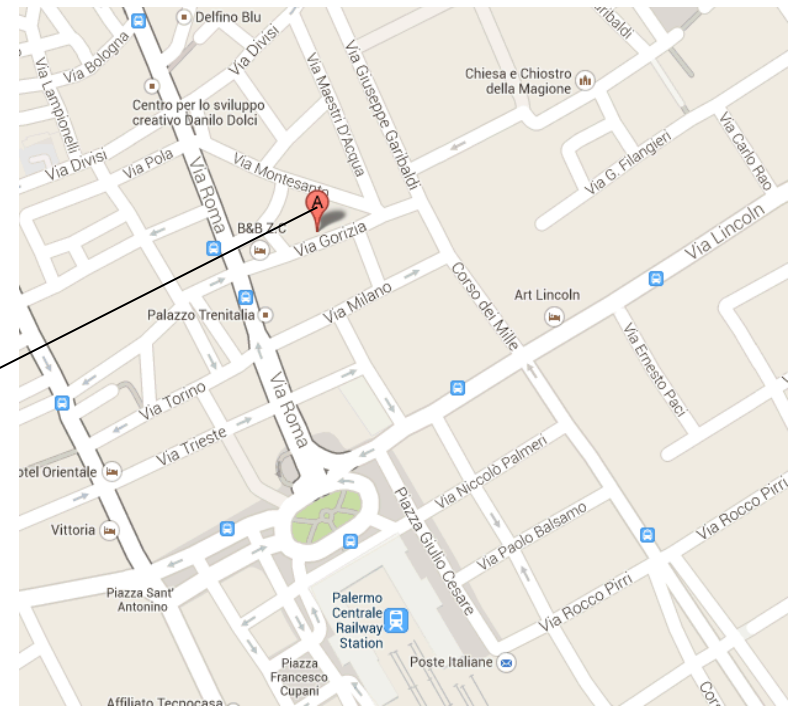 Delfino Blu
Via Bologna
Via Divisi
Via Lampionelli
Centro per lo sviluppo
creativo Danilo Dolci
Via Maestri D'Acqua
Via Giuseppe Garibaldi
Chiesa e Chiostro
della Magione
Via Carlo Rao
Via G. Filangieri
Via Divisi
Via Pola
Via Roma
Via Montesanto
A
B&B Z.C
Via Gorizia
Via Lincoln
Corso dei Mille
Art Lincoln
Palazzo Trenitalia
Via Milano
Via Ernesto Paci
Via Torino
Via Roma
Via Trieste
otel Orientale
Via Niccolò Palmeri
Vittoria
Piazza Giulio Cesare
Via Paolo Balsamo
Via Rocco Pirri
Piazza Sant'
Antonino
Palermo
Centrale
Railway
Station
Via Rocco Pirri
Poste Italiane
Piazza
Francesco
Cupani
Affiliato Tecnocasa